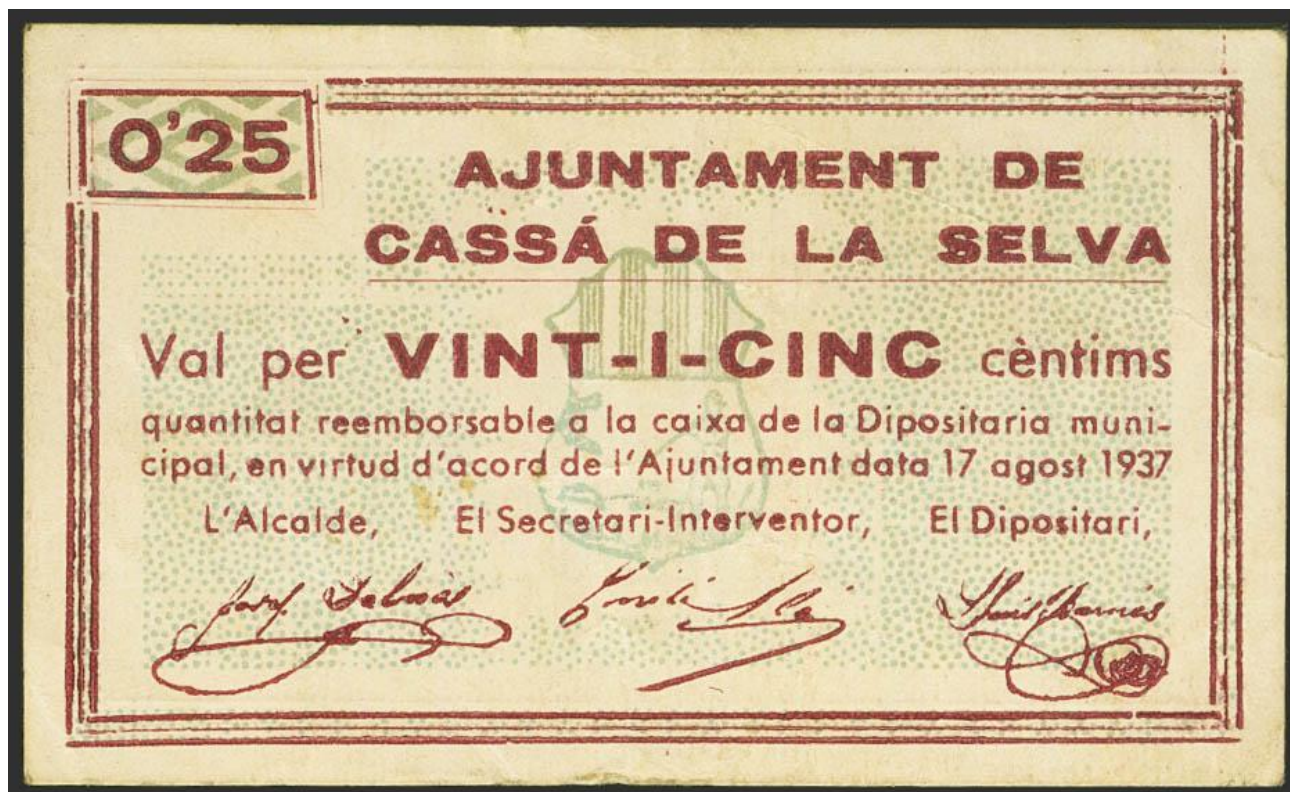 0'25
AJUNTAMENT DE
CASSÁ DE LA SELVA
Val per VINT-I-CINC cèntims
quantitat reemborsable a la caixa de la Dipositaria muni-
cipal, en virtud d'acord de l'Ajuntament data 17 agost 1937
L'Alcalde, El Secretari-Interventor, El Dipositari,